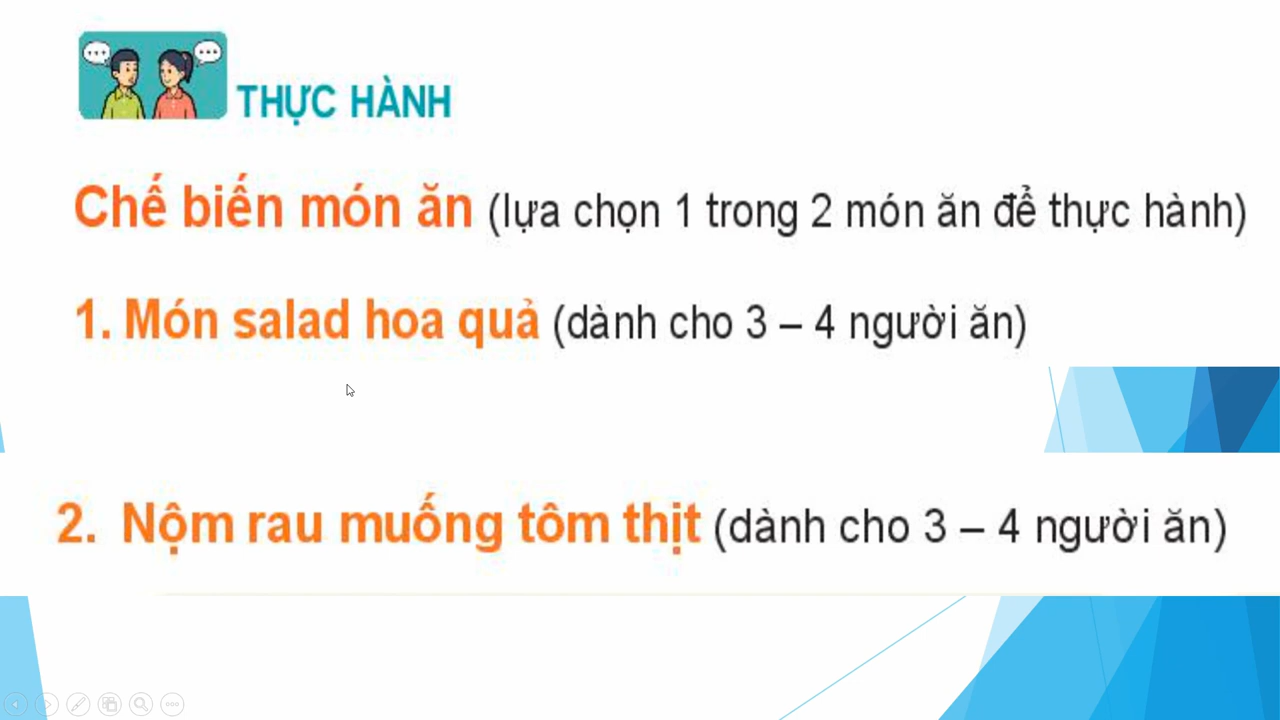 THỰC HÀNH
Chế biến món ăn (lựa chọn 1 trong 2 món ăn để thực hành)
1. Món salad hoa quả (dành cho 3 – 4 người ăn)
2. Nộm rau muống tôm thịt (dành cho 3 – 4 người ăn)